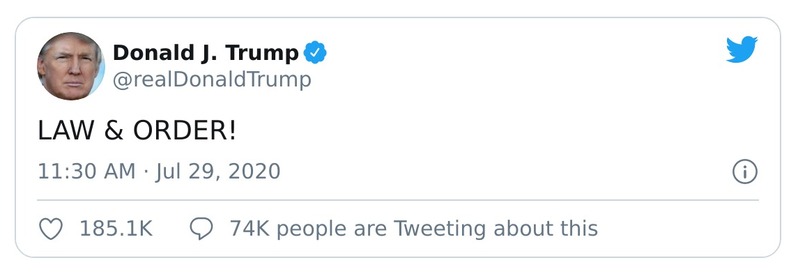 Donald J. Trump
@realDonaldTrump
LAW & ORDER!
11:30 AM · Jul 29, 2020
185.1K 74K people are Tweeting about this